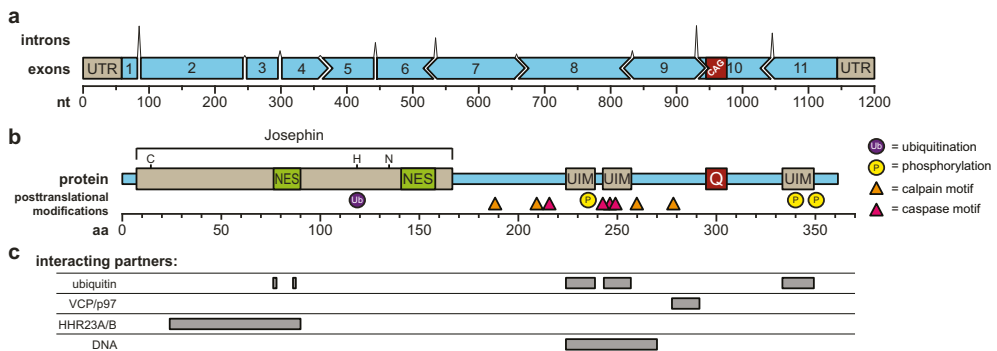 a
introns
exons UTR 1 2 3 4 5 6 7 8 9 CAG 10 11 UTR
nt 0 100 200 300 400 500 600 700 800 900 1000 1100 1200
b
Josephin
C H N
protein NES NES UIM UIM Q UIM
Ub = ubiquitination
P = phosphorylation
= calpain motif
= caspase motif
posttranslational
modifications Ub P P P
aa 0 50 100 150 200 250 300 350
c
interacting partners:
ubiquitin
VCP/p97
HHR23A/B
DNA